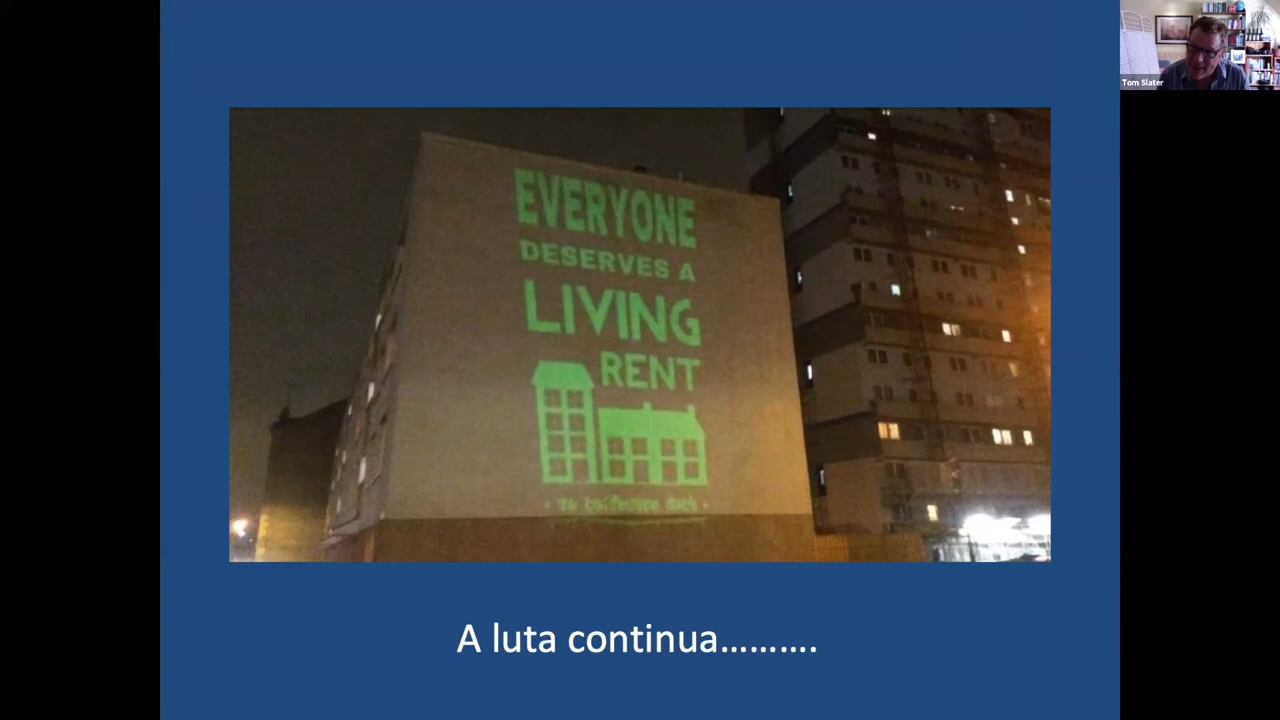 Tom Slater
EVERYONE
DESERVES A
LIVING
RENT
A luta continua……….